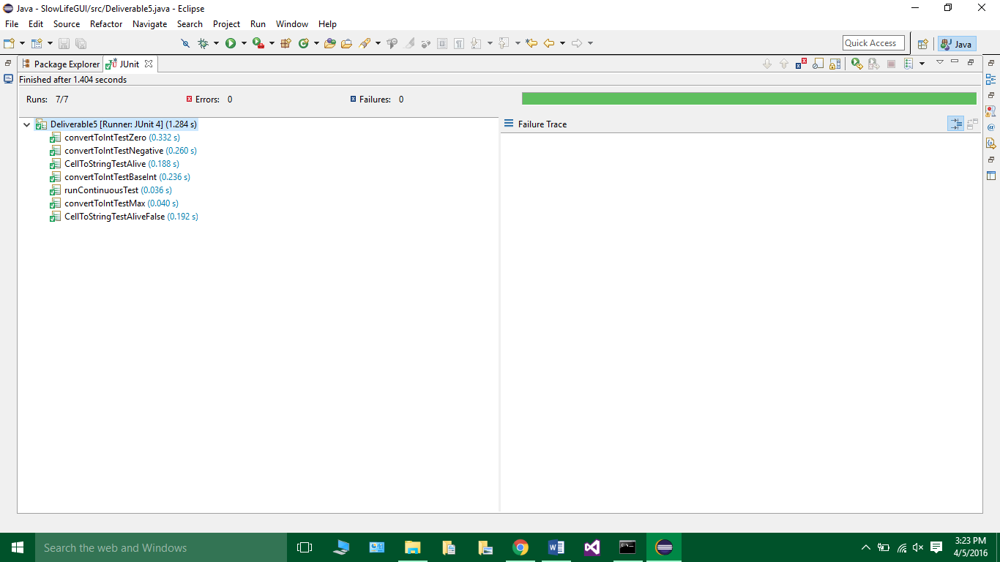 Java - SlowLifeGUI/src/Deliverable5.java - Eclipse
File Edit Source Refactor Navigate Search Project Run Window Help
Quick Access Java
Package Explorer JUnit
Finished after 1.404 seconds
Runs: 7/7 Errors: 0 Failures: 0
Deliverable5 [Runner: JUnit 4] (1.284 s)
convertToIntTestZero (0.332 s)
convertToIntTestNegative (0.260 s)
CellToStringTestAlive (0.188 s)
convertToIntTestBaseInt (0.236 s)
runContinuousTest (0.036 s)
convertToIntTestMax (0.040 s)
CellToStringTestAliveFalse (0.192 s)
Failure Trace
Search the web and Windows
3:23 PM
4/5/2016